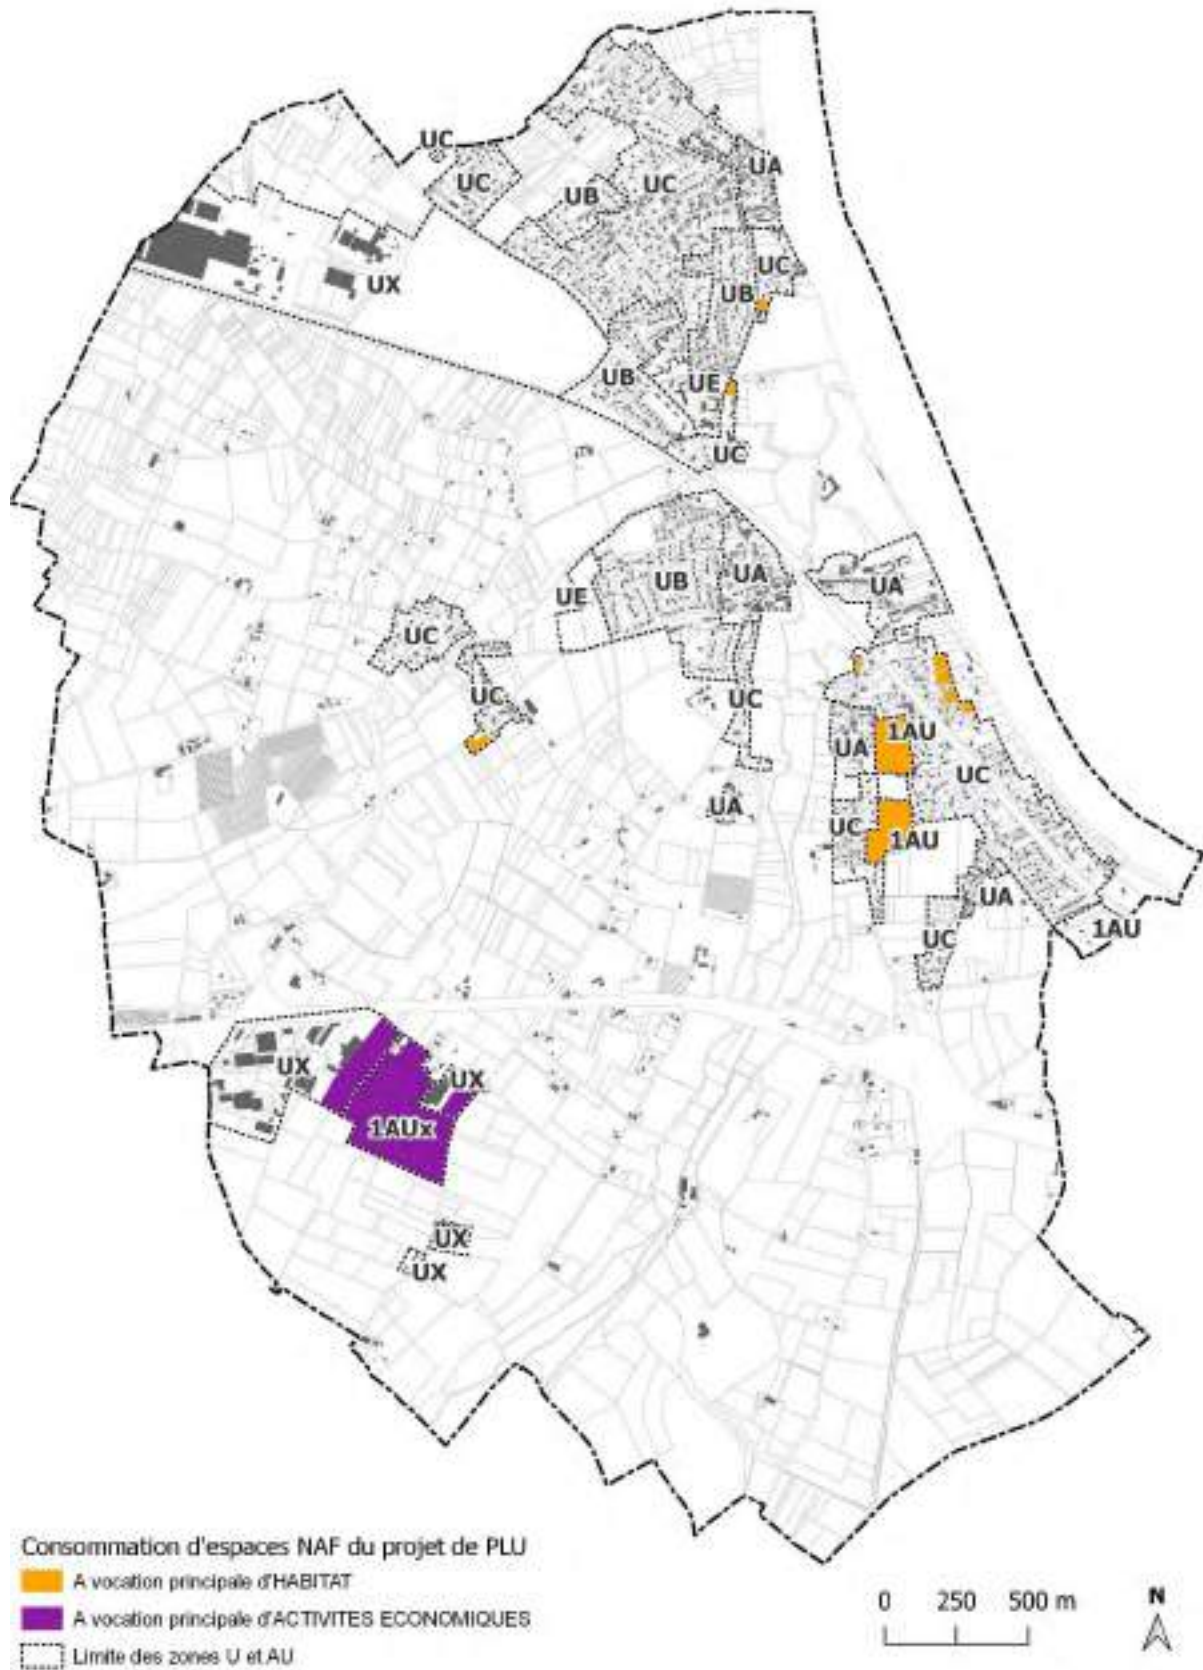 UC
UA
UC
UB
UC
UC
UX
UB
UB
UE
UC
UB
UA
UA
UE
UC
UC
UC
1AU
UA
UC
UA
UC
1AU
UA
1AU
UC
UX
UX
1AUx
UX
UX
Consommation d'espaces NAF du projet de PLU
A vocation principale d'HABITAT
A vocation principale d'ACTIVITES ECONOMIQUES
Limite des zones U et AU
0 250 500 m
N